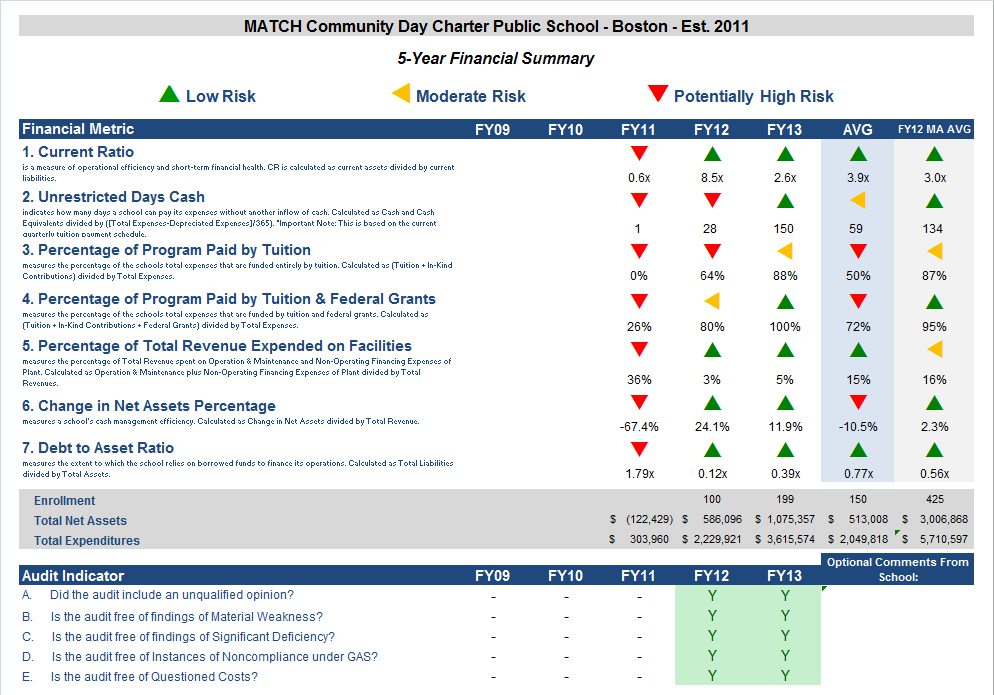 MATCH Community Day Charter Public School - Boston - Est. 2011
5-Year Financial Summary
Low Risk Moderate Risk Potentially High Risk
Financial Metric FY09 FY10 FY11 FY12 FY13 AVG FY12 MA AVG
1. Current Ratio
is a measure of operational efficiency and short-term financial health. CR is calculated as current assets divided by current
liabilities.
0.6x 8.5x 2.6x 3.9x 3.0x
2. Unrestricted Days Cash
indicates how many days a school can pay its expenses without another inflow of cash. Calculated as Cash and Cash
Equivalents divided by ([Total Expenses-Depreciated Expenses]/365). *Important Note: This is based on the current
quarterly tuition payment schedule.
1 28 150 59 134
3. Percentage of Program Paid by Tuition
measures the percentage of the schools total expenses that are funded entirely by tuition. Calculated as (Tuition + In-Kind
Contributions) divided by Total Expenses.
0% 64% 88% 50% 87%
4. Percentage of Program Paid by Tuition & Federal Grants
measures the percentage of the schools total expenses that are funded by tuition and federal grants. Calculated as
(Tuition + In-Kind Contributions + Federal Grants) divided by Total Expenses.
26% 80% 100% 72% 95%
5. Percentage of Total Revenue Expended on Facilities
measures the percentage of Total Revenue spent on Operation & Maintenance and Non-Operating Financing Expenses of
Plant. Calculated as Operation & Maintenance plus Non-Operating Financing Expenses of Plant divided by Total
Revenues.
36% 3% 5% 15% 16%
6. Change in Net Assets Percentage
measures a school's cash management efficiency. Calculated as Change in Net Assets divided by Total Revenue.
-67.4% 24.1% 11.9% -10.5% 2.3%
7. Debt to Asset Ratio
measures the extent to which the school relies on borrowed funds to finance its operations. Calculated as Total Liabilities
divided by Total Assets.
1.79x 0.12x 0.39x 0.77x 0.56x
Enrollment 100 199 150 425
Total Net Assets $ (122,429) $ 586,096 $ 1,075,357 $ 513,008 $ 3,006,868
Total Expenditures $ 303,960 $ 2,229,921 $ 3,615,574 $ 2,049,818 $ 5,710,597
Optional Comments From
School:
Audit Indicator FY09 FY10 FY11 FY12 FY13
A. Did the audit include an unqualified opinion? - - - Y Y
B. Is the audit free of findings of Material Weakness? - - - Y Y
C. Is the audit free of findings of Significant Deficiency? - - - Y Y
D. Is the audit free of Instances of Noncompliance under GAS? - - - Y Y
E. Is the audit free of Questioned Costs? - - - Y Y